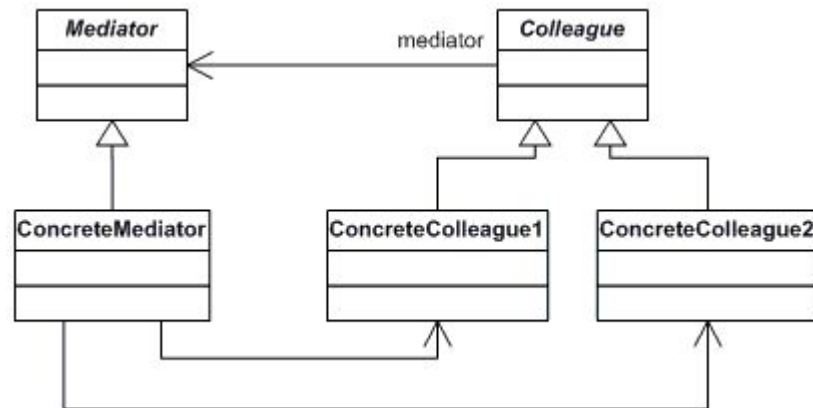 Mediator
mediator
Colleague
ConcreteMediator
ConcreteColleague1
ConcreteColleague2